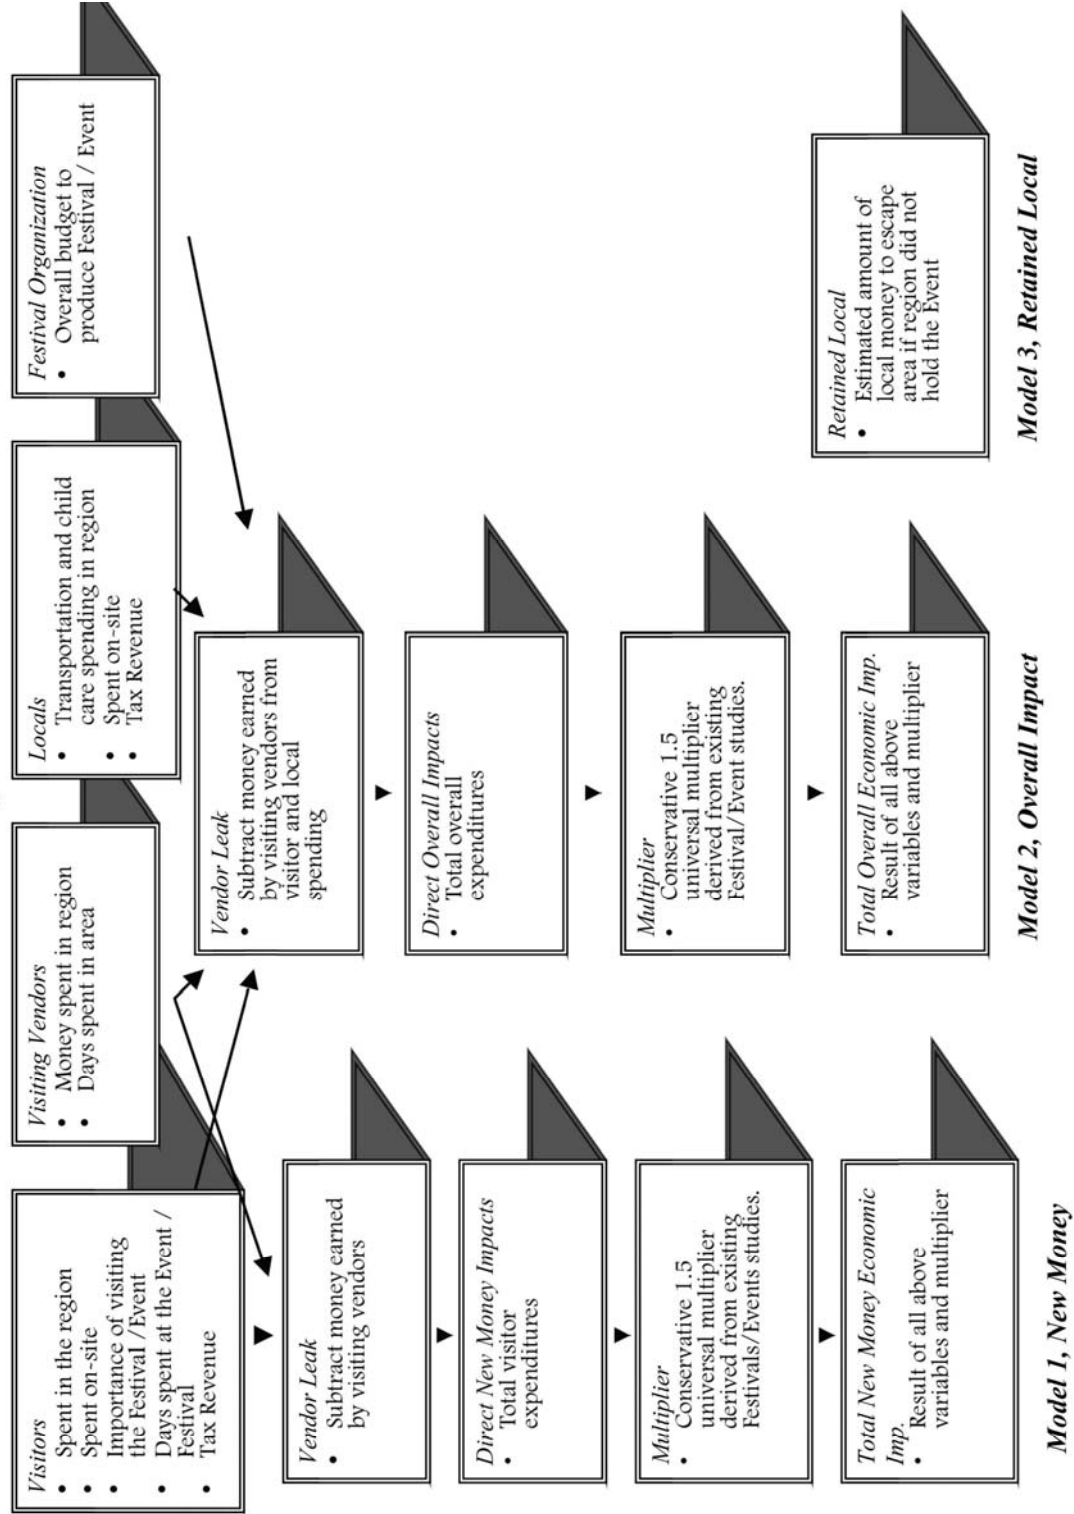 Visitors
• Spent in the region
• Spent on-site
• Importance of visiting
the Festival /Event
• Days spent at the Event /
Festival
• Tax Revenue
Visiting Vendors
• Money spent in region
• Days spent in area
Locals
• Transportation and child
care spending in region
• Spent on-site
• Tax Revenue
Festival Organization
• Overall budget to
produce Festival / Event
Vendor Leak
• Subtract money earned
by visiting vendors
Direct New Money Impacts
• Total visitor
expenditures
Multiplier
• Conservative 1.5
universal multiplier
derived from existing
Festivals/Events studies.
Total New Money Economic
Imp.
• Result of all above
variables and multiplier
Model 1, New Money
Vendor Leak
• Subtract money earned
by visiting vendors from
visitor and local
spending
Direct Overall Impacts
• Total overall
expenditures
Multiplier
• Conservative 1.5
universal multiplier
derived from existing
Festival/Event studies.
Total Overall Economic Imp.
• Result of all above
variables and multiplier
Model 2, Overall Impact
Retained Local
• Estimated amount of
local money to escape
area if region did not
hold the Event
Model 3, Retained Local